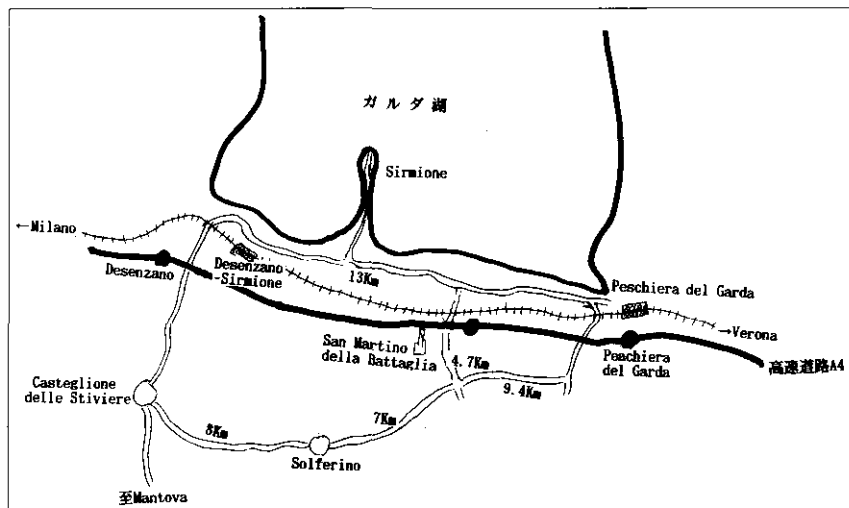 ガルダ湖
Sirmione
←Milano
Desenzano
Desenzano
-Sirmione
13Km
Peschiera del Garda
→Verona
San Martino
della Battaglia
4.7Km
Peachiera
del Garda
高速道路A4
9.4Km
Casteglione
delle Stiviere
7Km
8Km
Solferino
至Mantova